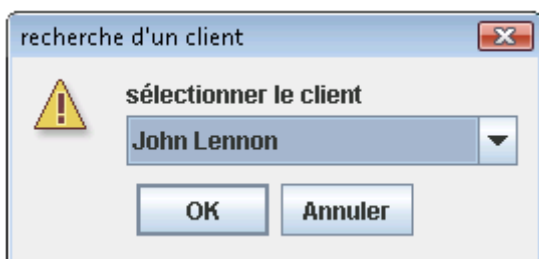 recherche d'un client
sélectionner le client
John Lennon
OK
Annuler